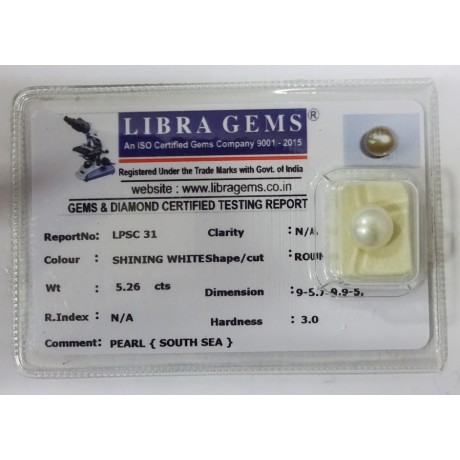 LIBRA GEMS ®
An ISO Certified Gems Company 9001 - 2015
Registered Under the Trade Marks with Govt. of India
website : www.libragems.co.in
GEMS & DIAMOND CERTIFIED TESTING REPORT
ReportNo: LPSC 31 Clarity : N/A
Colour : SHINING WHITE Shape/cut :
Wt : 5.26 cts Dimension :
R.Index : N/A Hardness : 3.0
Comment: PEARL { SOUTH SEA }